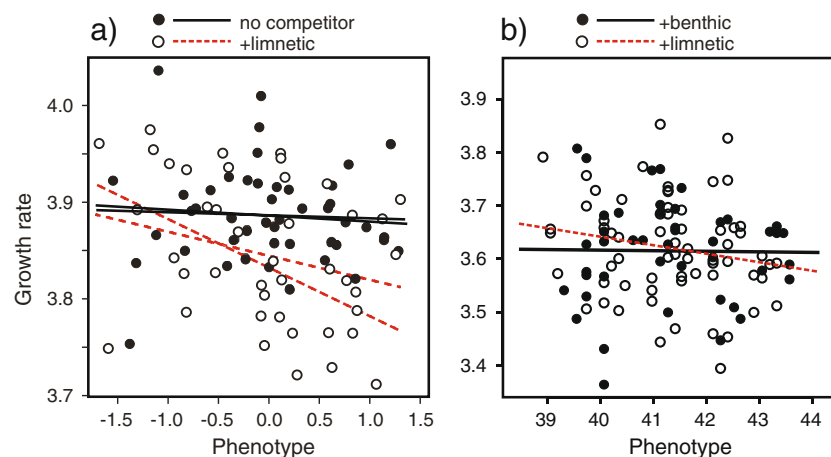 a)
no competitor
+limnetic
b)
+benthic
+limnetic
Growth rate
4.0
3.9
3.8
3.7
-1.5 -1.0 -0.5 0.0 0.5 1.0 1.5
Phenotype
3.9
3.8
3.7
3.6
3.5
3.4
39 40 41 42 43 44
Phenotype